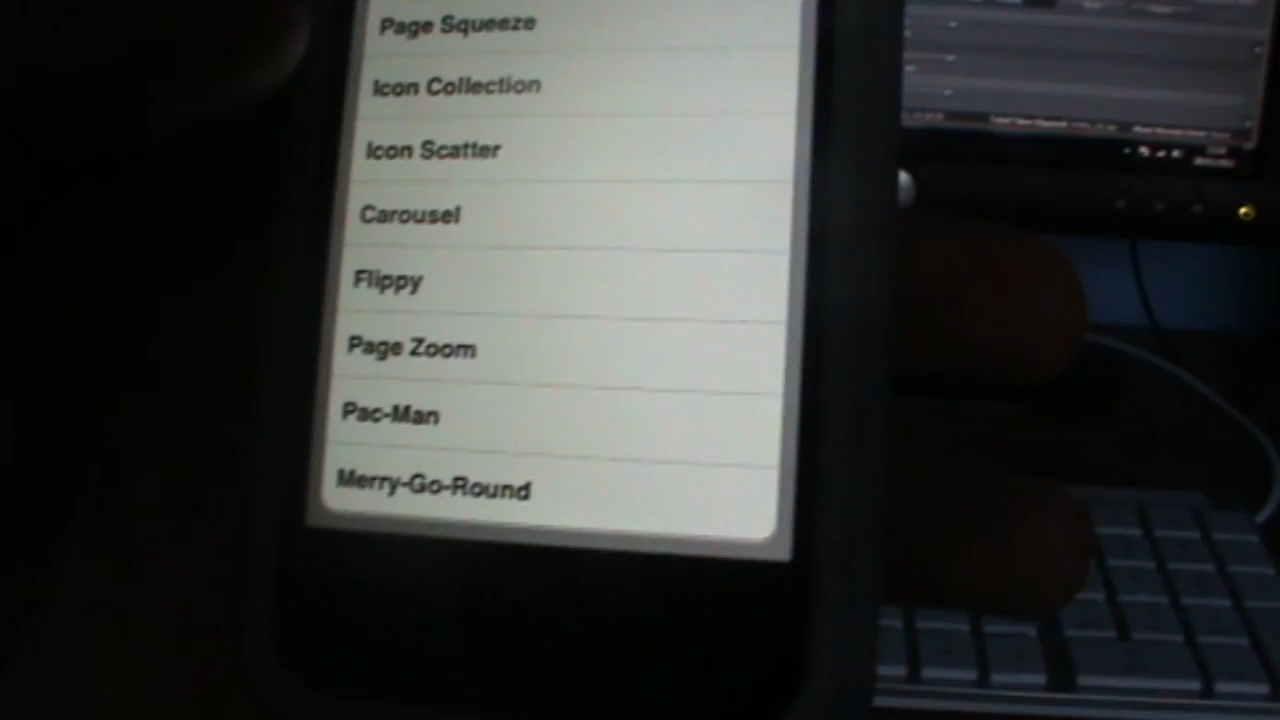 Page Squeeze
Icon Collection
Icon Scatter
Carousel
Flippy
Page Zoom
Pac-Man
Merry-Go-Round